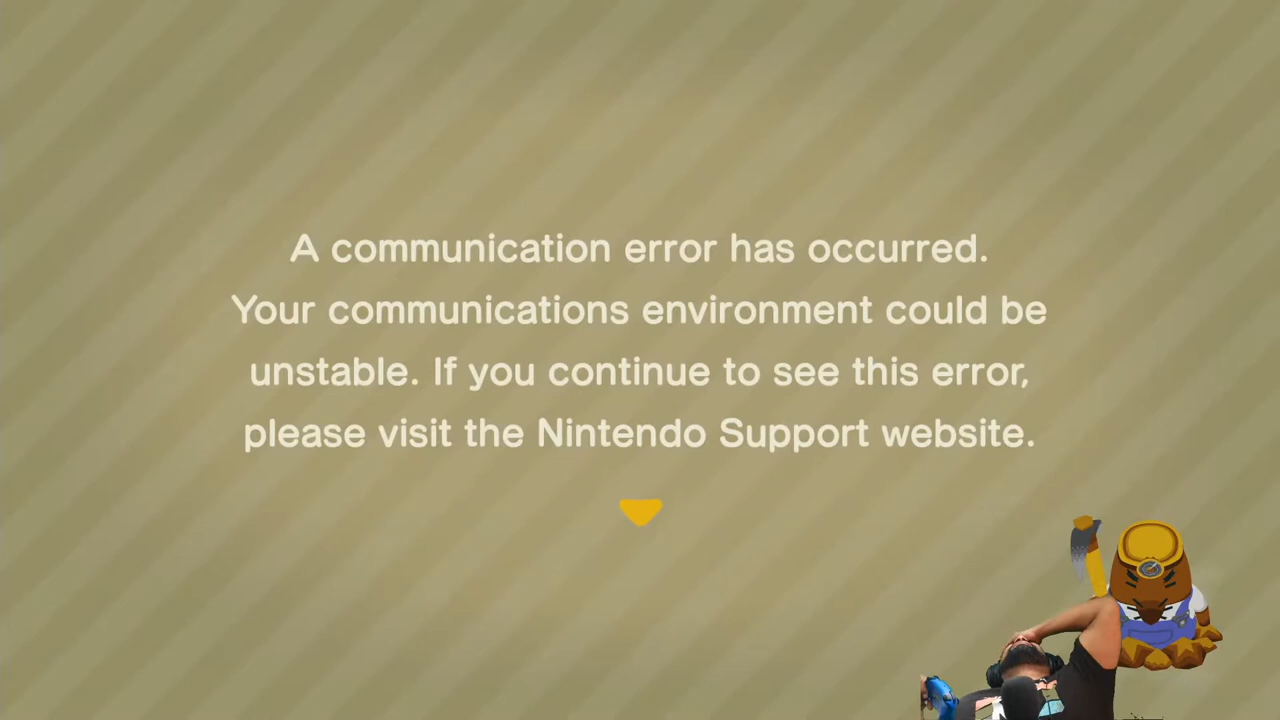 A communication error has occurred.
Your communications environment could be
unstable. If you continue to see this error,
please visit the Nintendo Support website.